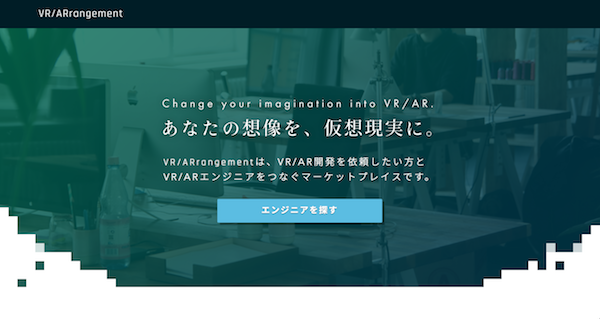 VR/ARrangement
Change your imagination into VR/AR.
あなたの想像を、仮想現実に。
VR/ARrangementは、VR/AR開発を依頼したい方と
VR/ARエンジニアをつなぐマーケットプレイスです。
エンジニアを探す